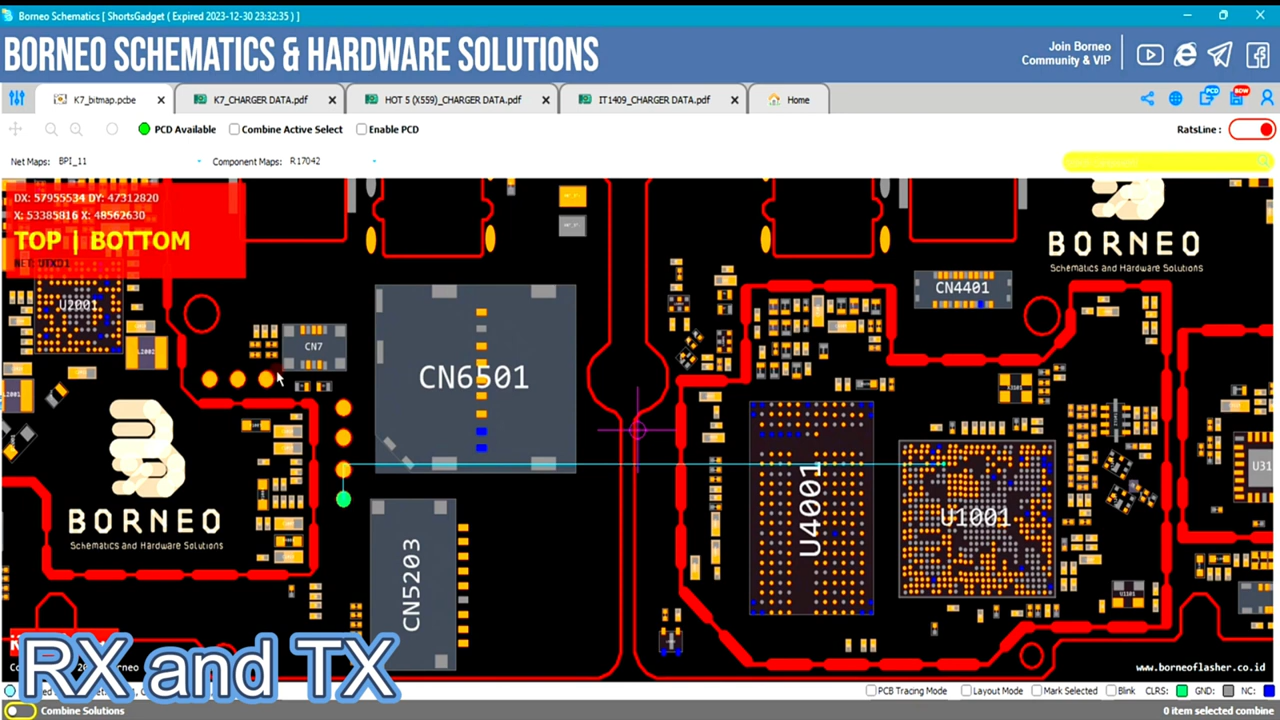 Borneo Schematics [ ShortsGadget ( Expired 2023-12-30 23:32:35 ) ]
BORNEO SCHEMATICS & HARDWARE SOLUTIONS
Join Borneo
Community & VIP
K7_bitmap.pcbe
K7_CHARGER DATA.pdf
HOT 5 (X559)_CHARGER DATA.pdf
IT1409_CHARGER DATA.pdf
Home
PCD
BOM
PCD Available
Combine Active Select
Enable PCD
RatsLine :
Net Maps: BPI_11
Component Maps: R17042
DX: 57955534 DY: 47312820
X: 53385816 X: 48562630
TOP | BOTTOM
BORNEO
Schematics and Hardware Solutions
U2001
CN4401
CN7
L2002
CN6501
U4001
U1001
U31
BORNEO
Schematics and Hardware Solutions
CN5203
RX and TX
www.borneoflasher.co.id
PCB Tracing Mode
Layout Mode
Mark Selected
Blink
CLRS:
GND:
NC:
Combine Solutions
0 item selected combine